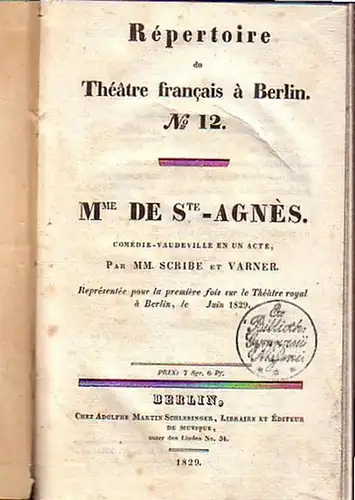 Répertoire
du
Théâtre français à Berlin.
№ 12.
MME DE STE-AGNÈS.
COMÉDIE-VAUDEVILLE EN UN ACTE,
PAR MM. SCRIBE ET VARNER.
Représentée pour la première fois sur le Théâtre royal
à Berlin, le Juin 1829.
PRIX: 7 Sgr. 6 Pf.
BERLIN,
CHEZ ADOLPHE MARTIN SCHLESINGER, LIBRAIRE ET ÉDITEUR
DE MUSIQUE,
unter den Linden No. 34.
1829.
Ex
Biblioth.